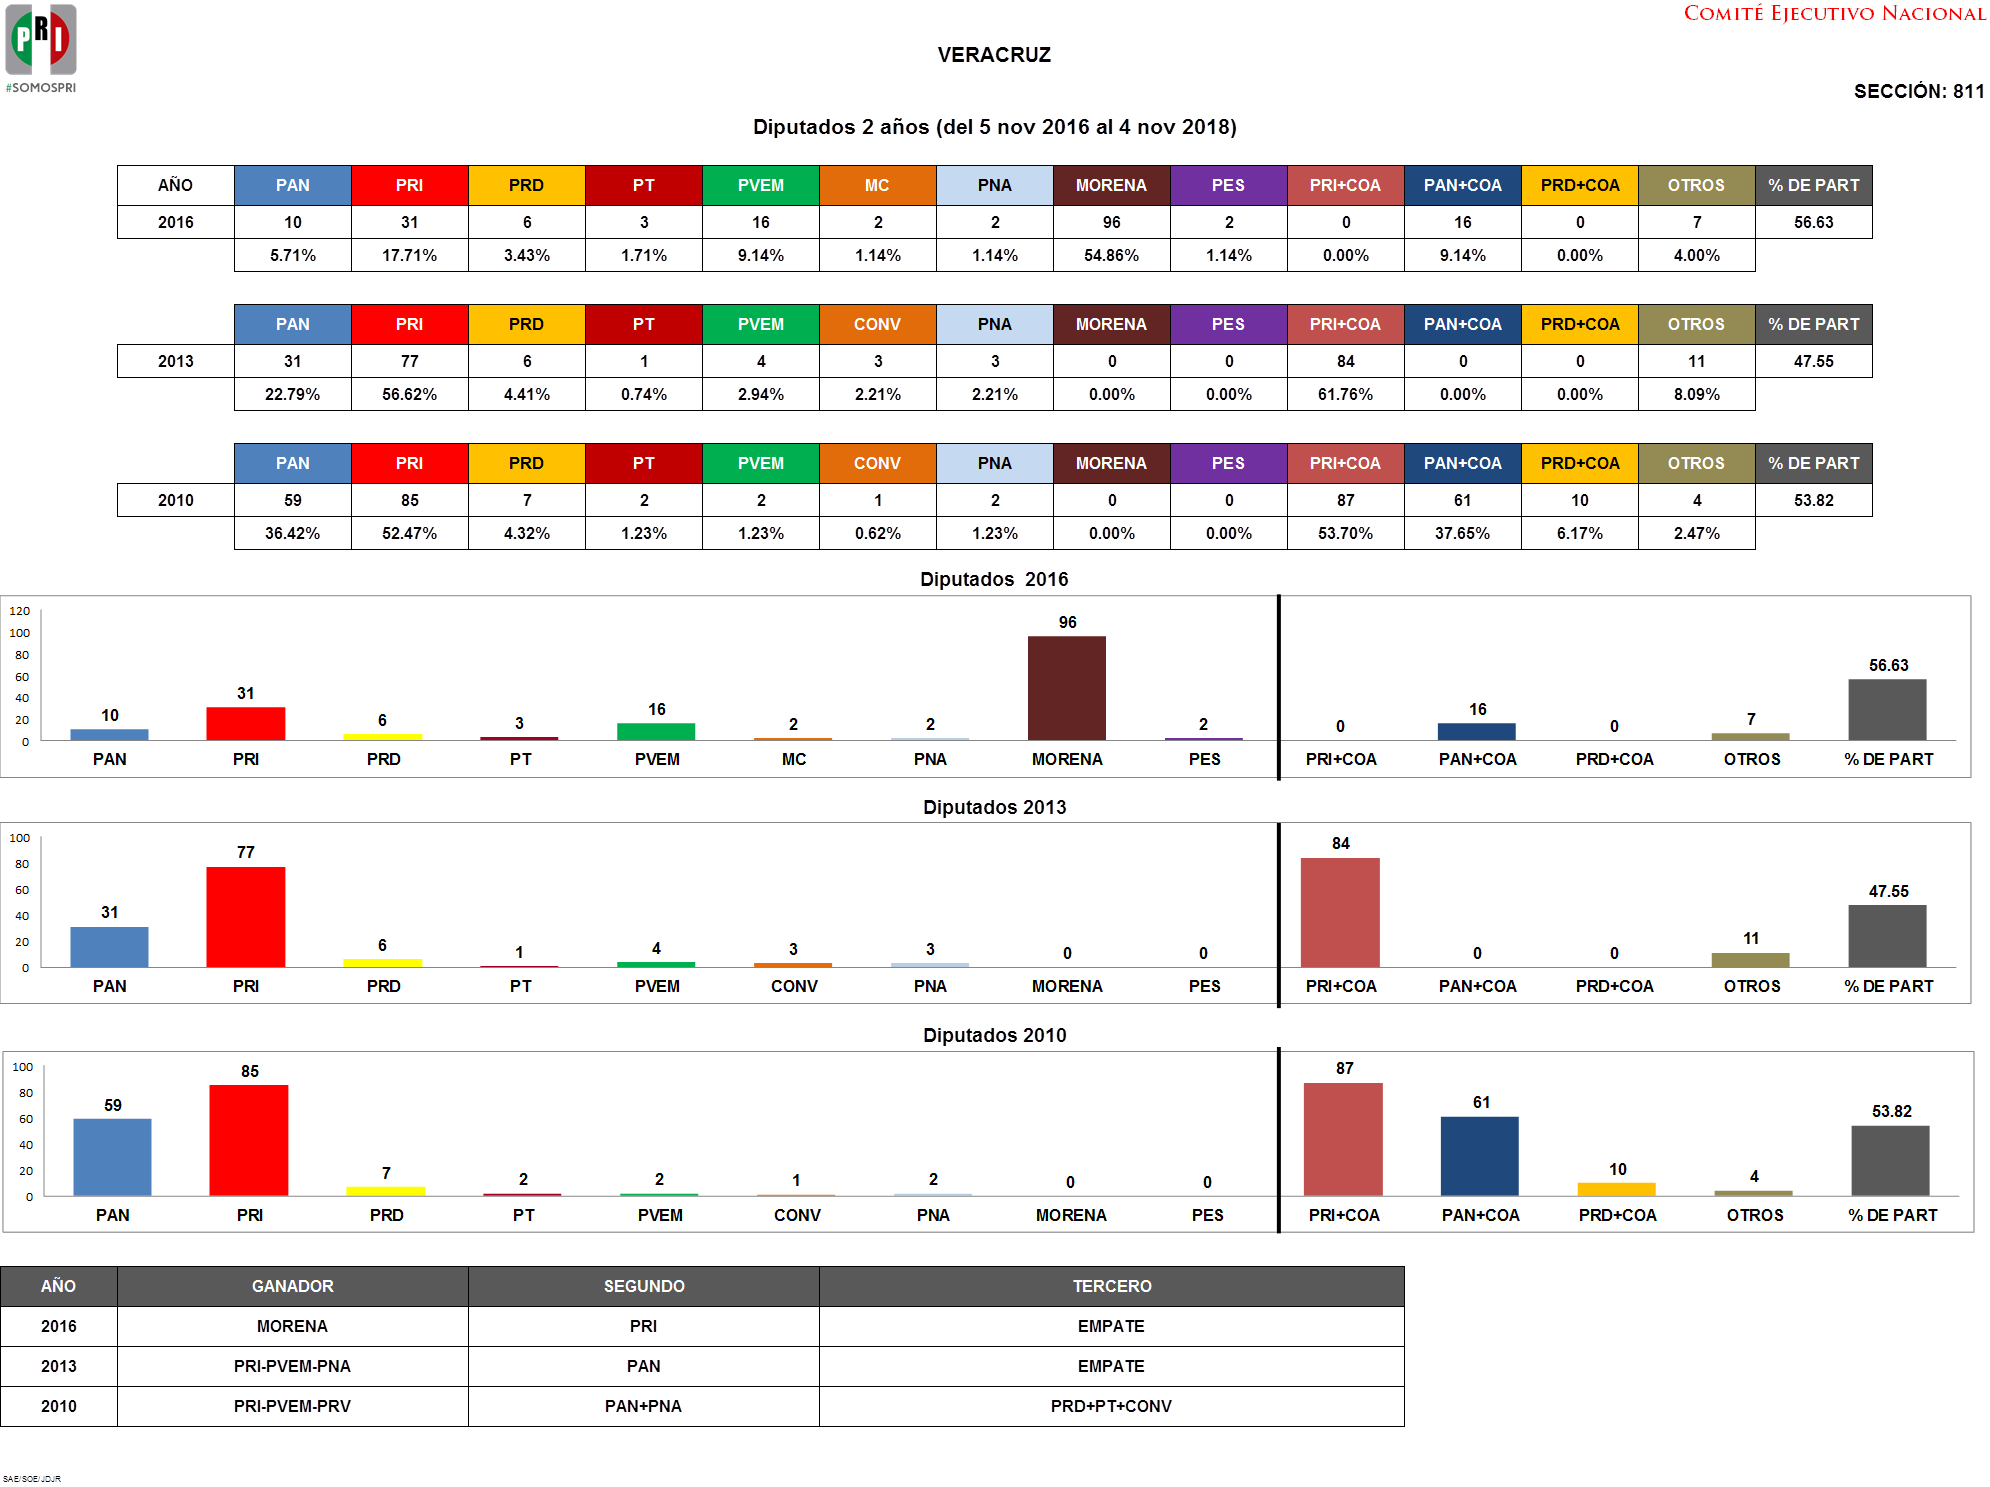 PRI
#SOMOSPRI
COMITÉ EJECUTIVO NACIONAL
VERACRUZ
SECCIÓN: 811
Diputados 2 años (del 5 nov 2016 al 4 nov 2018)
AÑO PAN PRI PRD PT PVEM MC PNA MORENA PES PRI+COA PAN+COA PRD+COA OTROS % DE PART
2016 10 31 6 3 16 2 2 96 2 0 16 0 7 56.63
5.71% 17.71% 3.43% 1.71% 9.14% 1.14% 1.14% 54.86% 1.14% 0.00% 9.14% 0.00% 4.00%
PAN PRI PRD PT PVEM CONV PNA MORENA PES PRI+COA PAN+COA PRD+COA OTROS % DE PART
2013 31 77 6 1 4 3 3 0 0 84 0 0 11 47.55
22.79% 56.62% 4.41% 0.74% 2.94% 2.21% 2.21% 0.00% 0.00% 61.76% 0.00% 0.00% 8.09%
PAN PRI PRD PT PVEM CONV PNA MORENA PES PRI+COA PAN+COA PRD+COA OTROS % DE PART
2010 59 85 7 2 2 1 2 0 0 87 61 10 4 53.82
36.42% 52.47% 4.32% 1.23% 1.23% 0.62% 1.23% 0.00% 0.00% 53.70% 37.65% 6.17% 2.47%
Diputados 2016
120
100
80
60
40
20
0
10 31 6 3 16 2 2 96 2 0 16 0 7 56.63
PAN PRI PRD PT PVEM MC PNA MORENA PES PRI+COA PAN+COA PRD+COA OTROS % DE PART
Diputados 2013
100
80
60
40
20
0
31 77 6 1 4 3 3 0 0 84 0 0 11 47.55
PAN PRI PRD PT PVEM CONV PNA MORENA PES PRI+COA PAN+COA PRD+COA OTROS % DE PART
Diputados 2010
100
80
60
40
20
0
59 85 7 2 2 1 2 0 0 87 61 10 4 53.82
PAN PRI PRD PT PVEM CONV PNA MORENA PES PRI+COA PAN+COA PRD+COA OTROS % DE PART
AÑO GANADOR SEGUNDO TERCERO
2016 MORENA PRI EMPATE
2013 PRI-PVEM-PNA PAN EMPATE
2010 PRI-PVEM-PRV PAN+PNA PRD+PT+CONV
SAE/SOE/JDJR